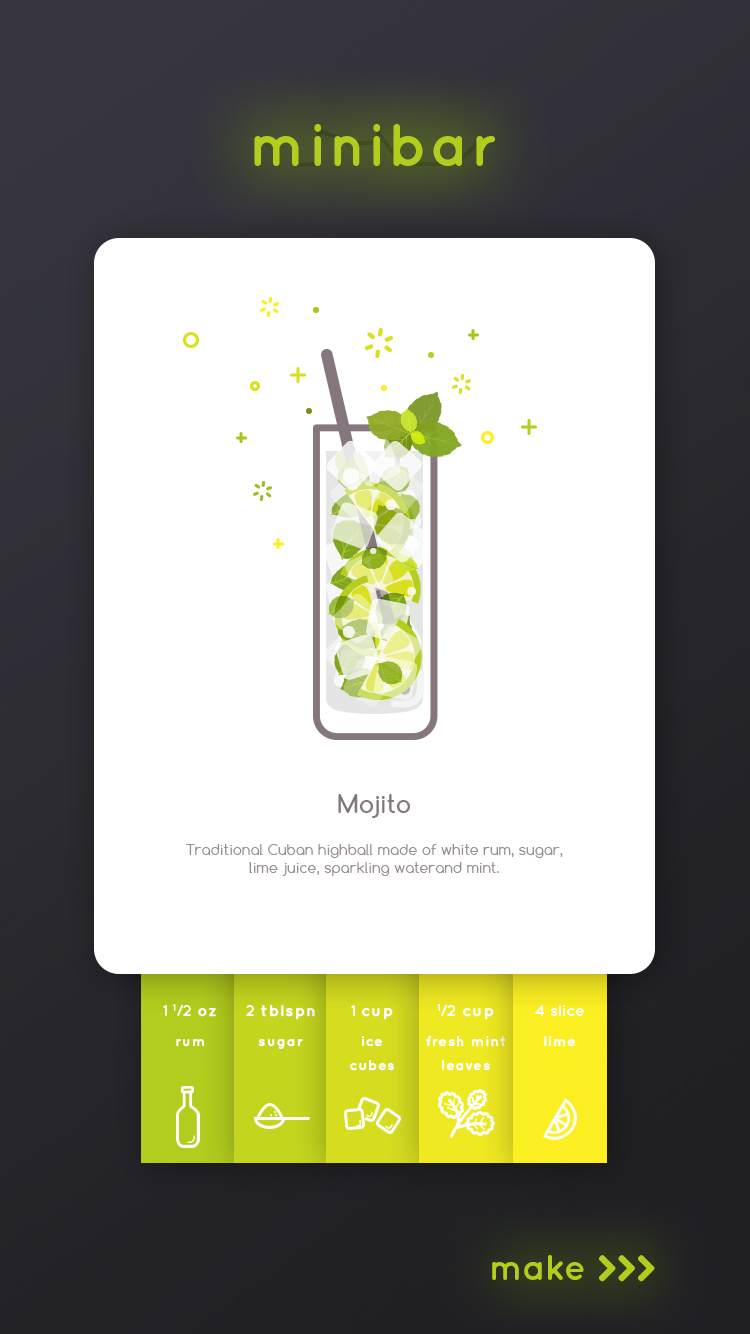 minibar
Mojito
Traditional Cuban highball made of white rum, sugar,
lime juice, sparkling waterand mint.
1 1/2 oz
rum
2 tblspn
sugar
1 cup
ice
cubes
1/2 cup
fresh mint
leaves
4 slice
lime
make